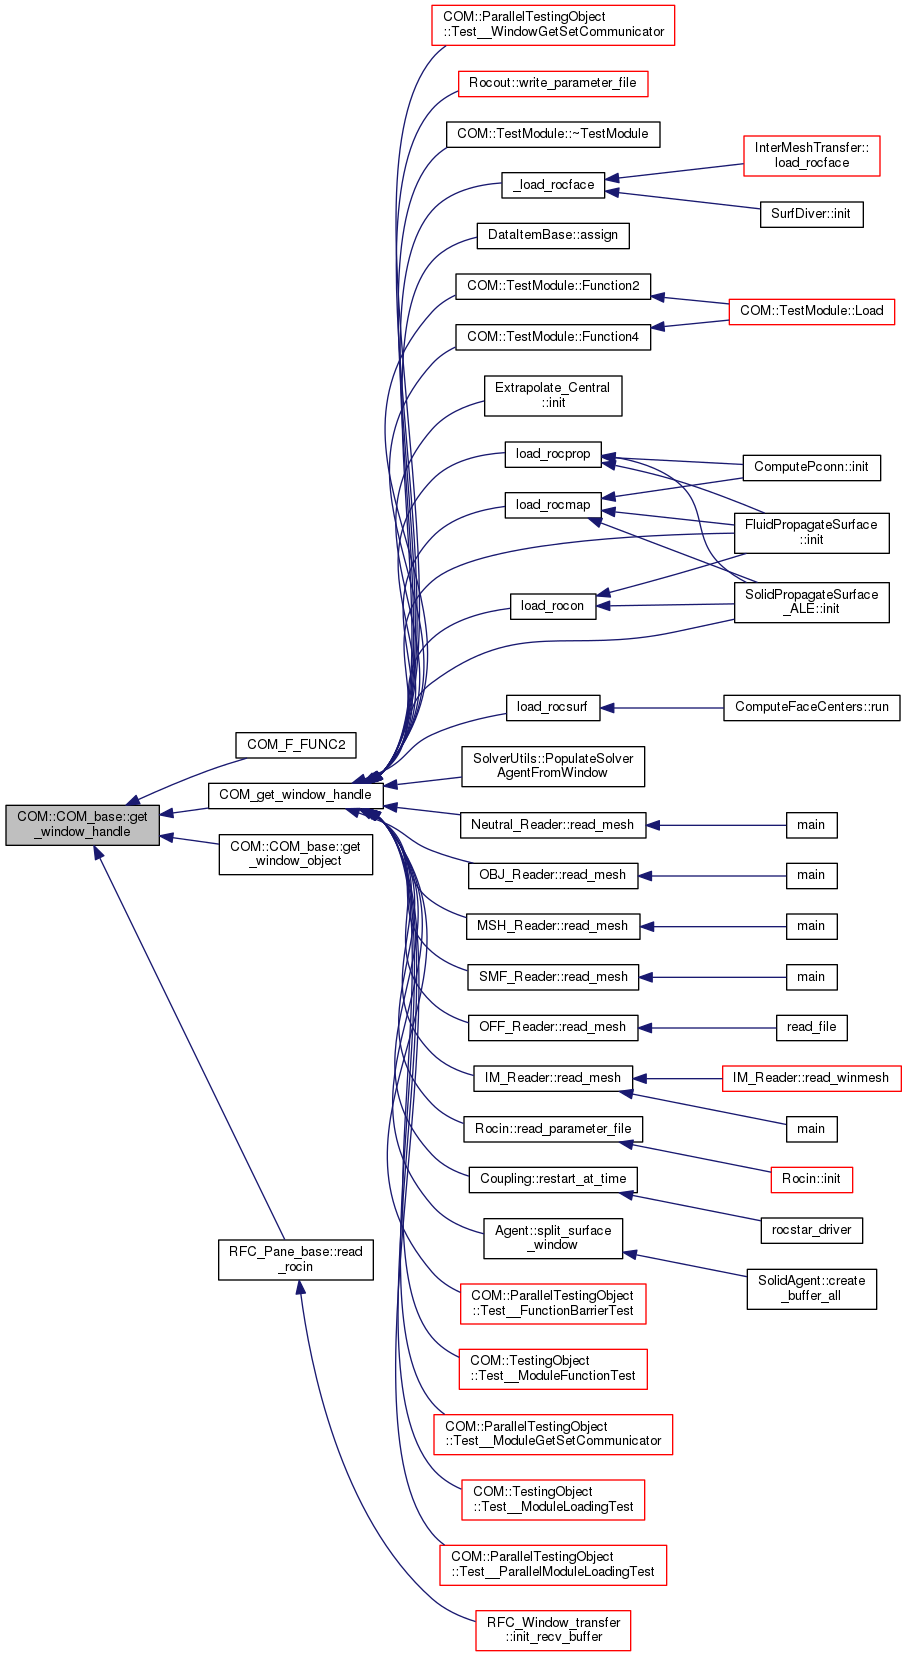 COM::ParallelTestingObject
::Test__WindowGetSetCommunicator
Rocout::write_parameter_file
COM::TestModule::~TestModule
InterMeshTransfer::
load_rocface
_load_rocface
SurfDiver::init
DataItemBase::assign
COM::TestModule::Function2
COM::TestModule::Load
COM::TestModule::Function4
Extrapolate_Central
::init
load_rocprop
ComputePconn::init
load_rocmap
FluidPropagateSurface
::init
SolidPropagateSurface
_ALE::init
load_rocon
load_rocsurf
ComputeFaceCenters::run
COM_F_FUNC2
SolverUtils::PopulateSolver
AgentFromWindow
COM_get_window_handle
COM::COM_base::get
_window_handle
Neutral_Reader::read_mesh
main
COM::COM_base::get
_window_object
OBJ_Reader::read_mesh
main
MSH_Reader::read_mesh
main
SMF_Reader::read_mesh
main
OFF_Reader::read_mesh
read_file
IM_Reader::read_mesh
IM_Reader::read_winmesh
Rocin::read_parameter_file
main
Coupling::restart_at_time
Rocin::init
Agent::split_surface
_window
rocstar_driver
RFC_Pane_base::read
_rocin
SolidAgent::create
_buffer_all
COM::ParallelTestingObject
::Test__FunctionBarrierTest
COM::TestingObject
::Test__ModuleFunctionTest
COM::ParallelTestingObject
::Test__ModuleGetSetCommunicator
COM::TestingObject
::Test__ModuleLoadingTest
COM::ParallelTestingObject
::Test__ParallelModuleLoadingTest
RFC_Window_transfer
::init_recv_buffer